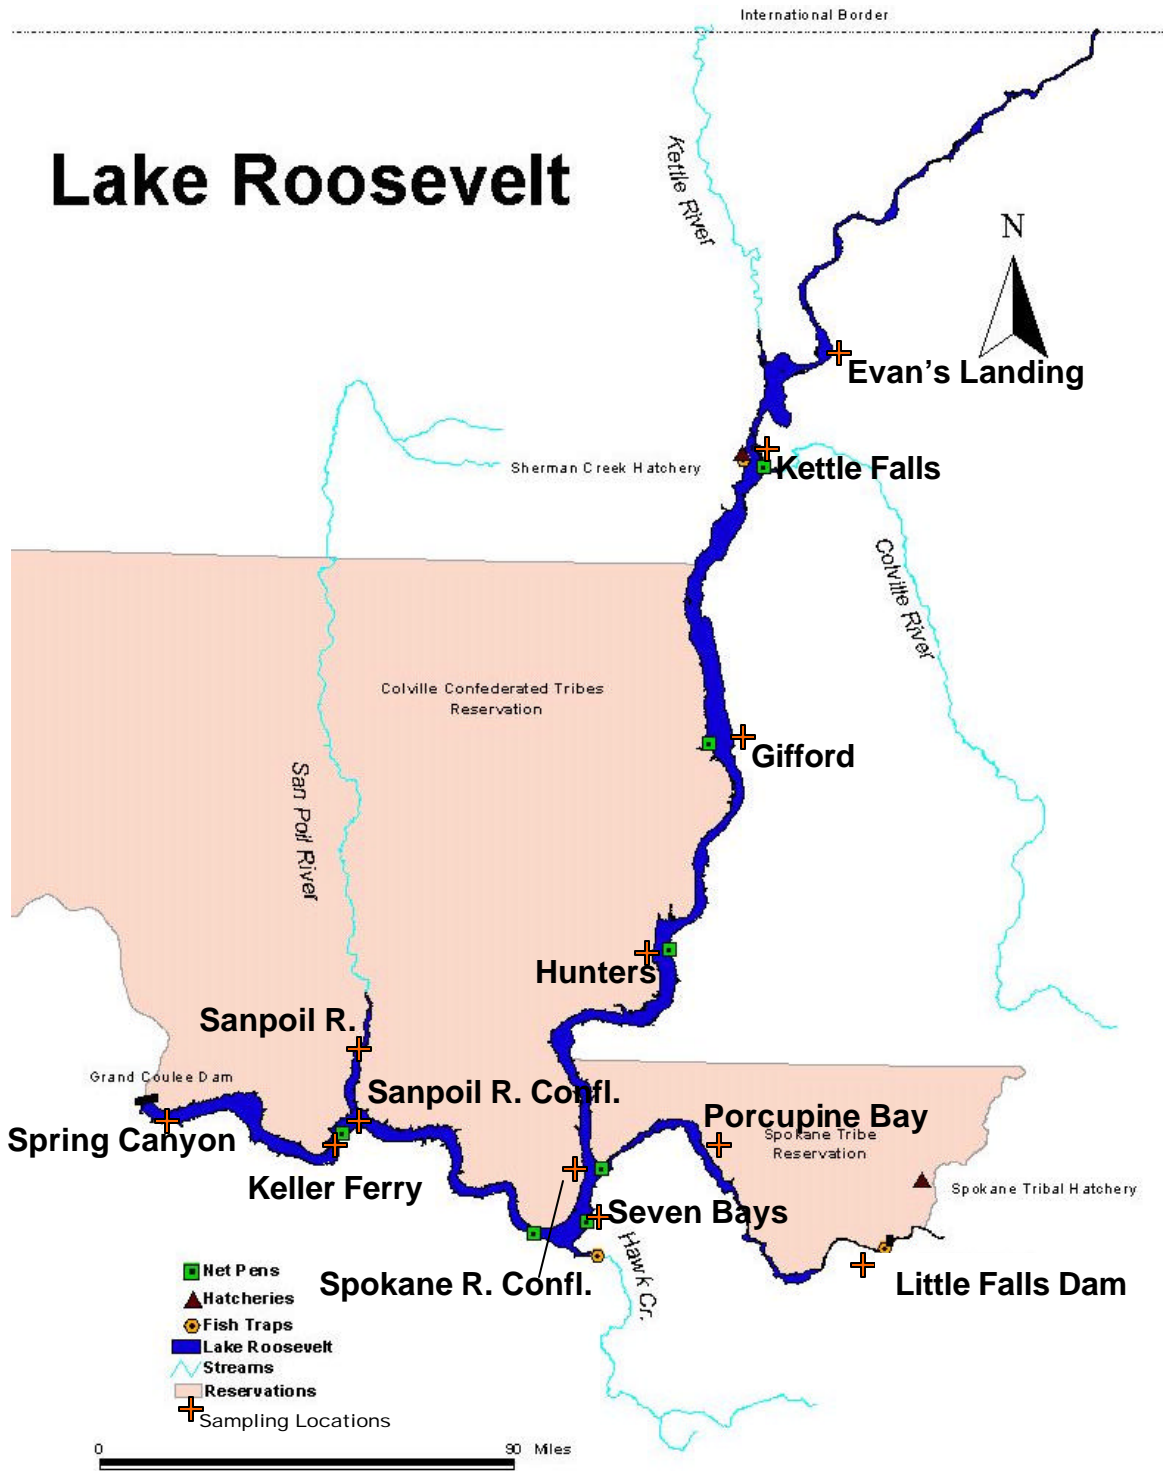 International Border
Lake Roosevelt
Kettle River
N
Evan's Landing
Sherman Creek Hatchery
Kettle Falls
Colville River
Colville Confederated Tribes
Reservation
Gifford
San Poil River
Hunters
Sanpoil R.
Grand Coulee Dam
Sanpoil R. Confl.
Spring Canyon
Porcupine Bay
Spokane Tribe
Reservation
Keller Ferry
Spokane Tribal Hatchery
Seven Bays
Hawk Cr.
Spokane R. Confl.
Little Falls Dam
Net Pens
Hatcheries
Fish Traps
Lake Roosevelt
Streams
Reservations
Sampling Locations
0 90 Miles